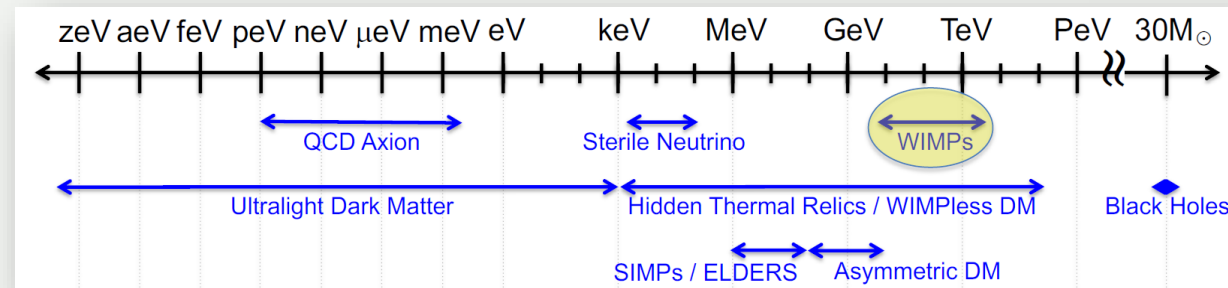 zeV aeV feV peV neV μeV meV eV keV MeV GeV TeV PeV 30M☉
QCD Axion Sterile Neutrino WIMPs
Ultralight Dark Matter Hidden Thermal Relics / WIMPless DM Black Holes
SIMPs / ELDERS Asymmetric DM